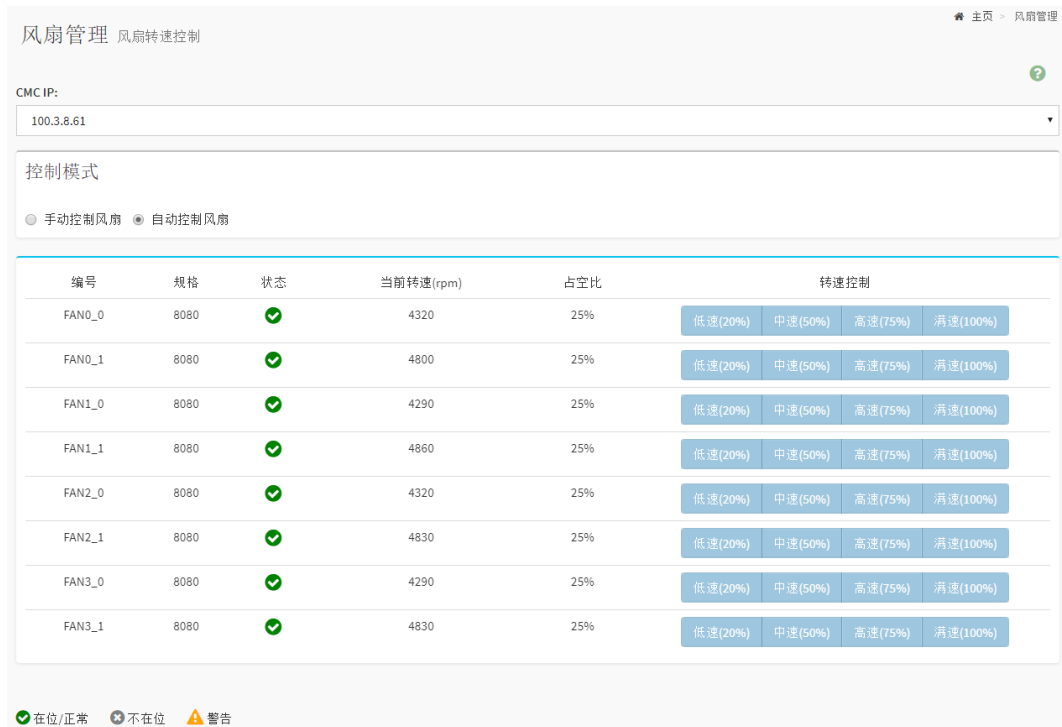 主页 > 风扇管理
风扇管理 风扇转速控制
CMC IP:
100.3.8.61
控制模式
手动控制风扇 自动控制风扇
编号 规格 状态 当前转速(rpm) 占空比 转速控制
FAN0_0 8080 4320 25% 低速(20%) 中速(50%) 高速(75%) 满速(100%)
FAN0_1 8080 4800 25% 低速(20%) 中速(50%) 高速(75%) 满速(100%)
FAN1_0 8080 4290 25% 低速(20%) 中速(50%) 高速(75%) 满速(100%)
FAN1_1 8080 4860 25% 低速(20%) 中速(50%) 高速(75%) 满速(100%)
FAN2_0 8080 4320 25% 低速(20%) 中速(50%) 高速(75%) 满速(100%)
FAN2_1 8080 4830 25% 低速(20%) 中速(50%) 高速(75%) 满速(100%)
FAN3_0 8080 4290 25% 低速(20%) 中速(50%) 高速(75%) 满速(100%)
FAN3_1 8080 4830 25% 低速(20%) 中速(50%) 高速(75%) 满速(100%)
在位/正常 不在位 警告